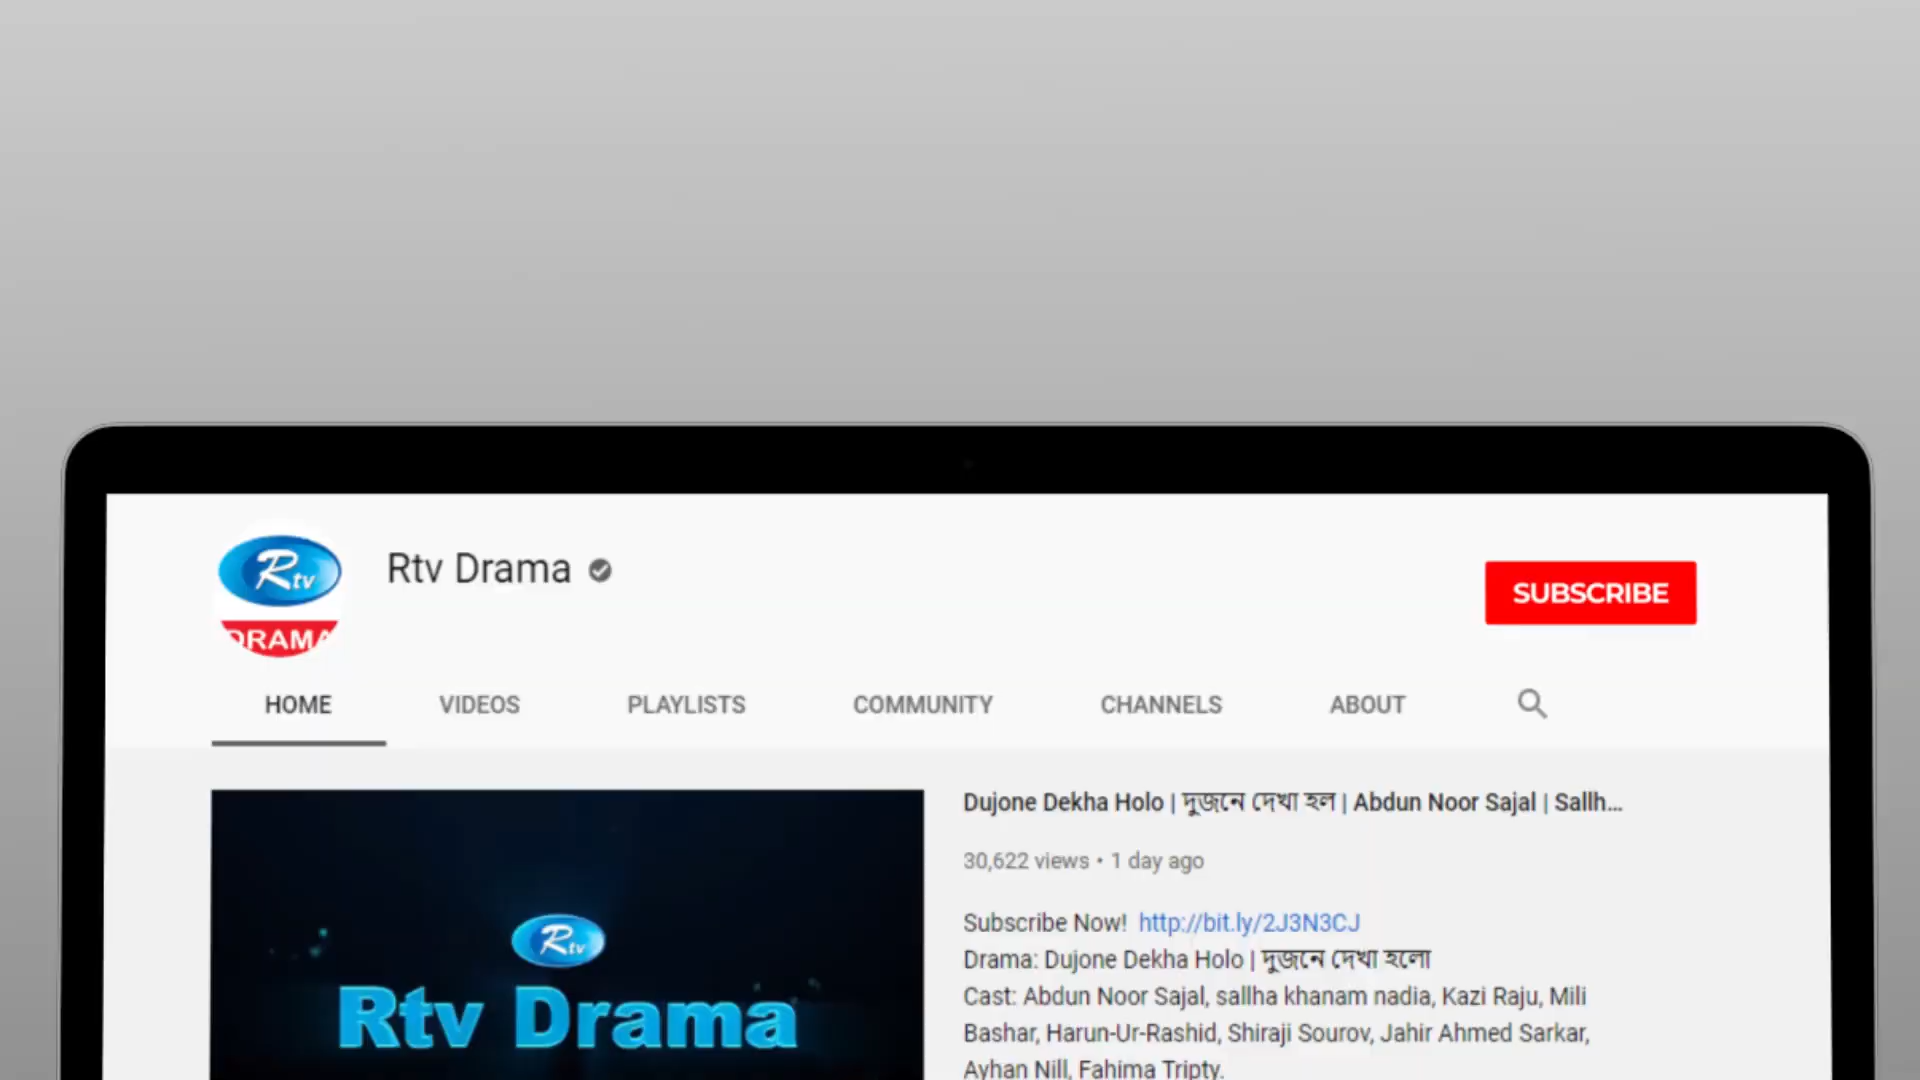 Rtv
DRAMA
Rtv Drama
SUBSCRIBE
HOME VIDEOS PLAYLISTS COMMUNITY CHANNELS ABOUT
Dujone Dekha Holo | দুজনে দেখা হল | Abdun Noor Sajal | Sallh...
30,622 views • 1 day ago
Subscribe Now! http://bit.ly/2J3N3CJ
Drama: Dujone Dekha Holo | দুজনে দেখা হলো
Cast: Abdun Noor Sajal, sallha khanam nadia, Kazi Raju, Mili
Bashar, Harun-Ur-Rashid, Shiraji Sourov, Jahir Ahmed Sarkar,
Ayhan Nill, Fahima Tripty.
Rtv
Rtv Drama